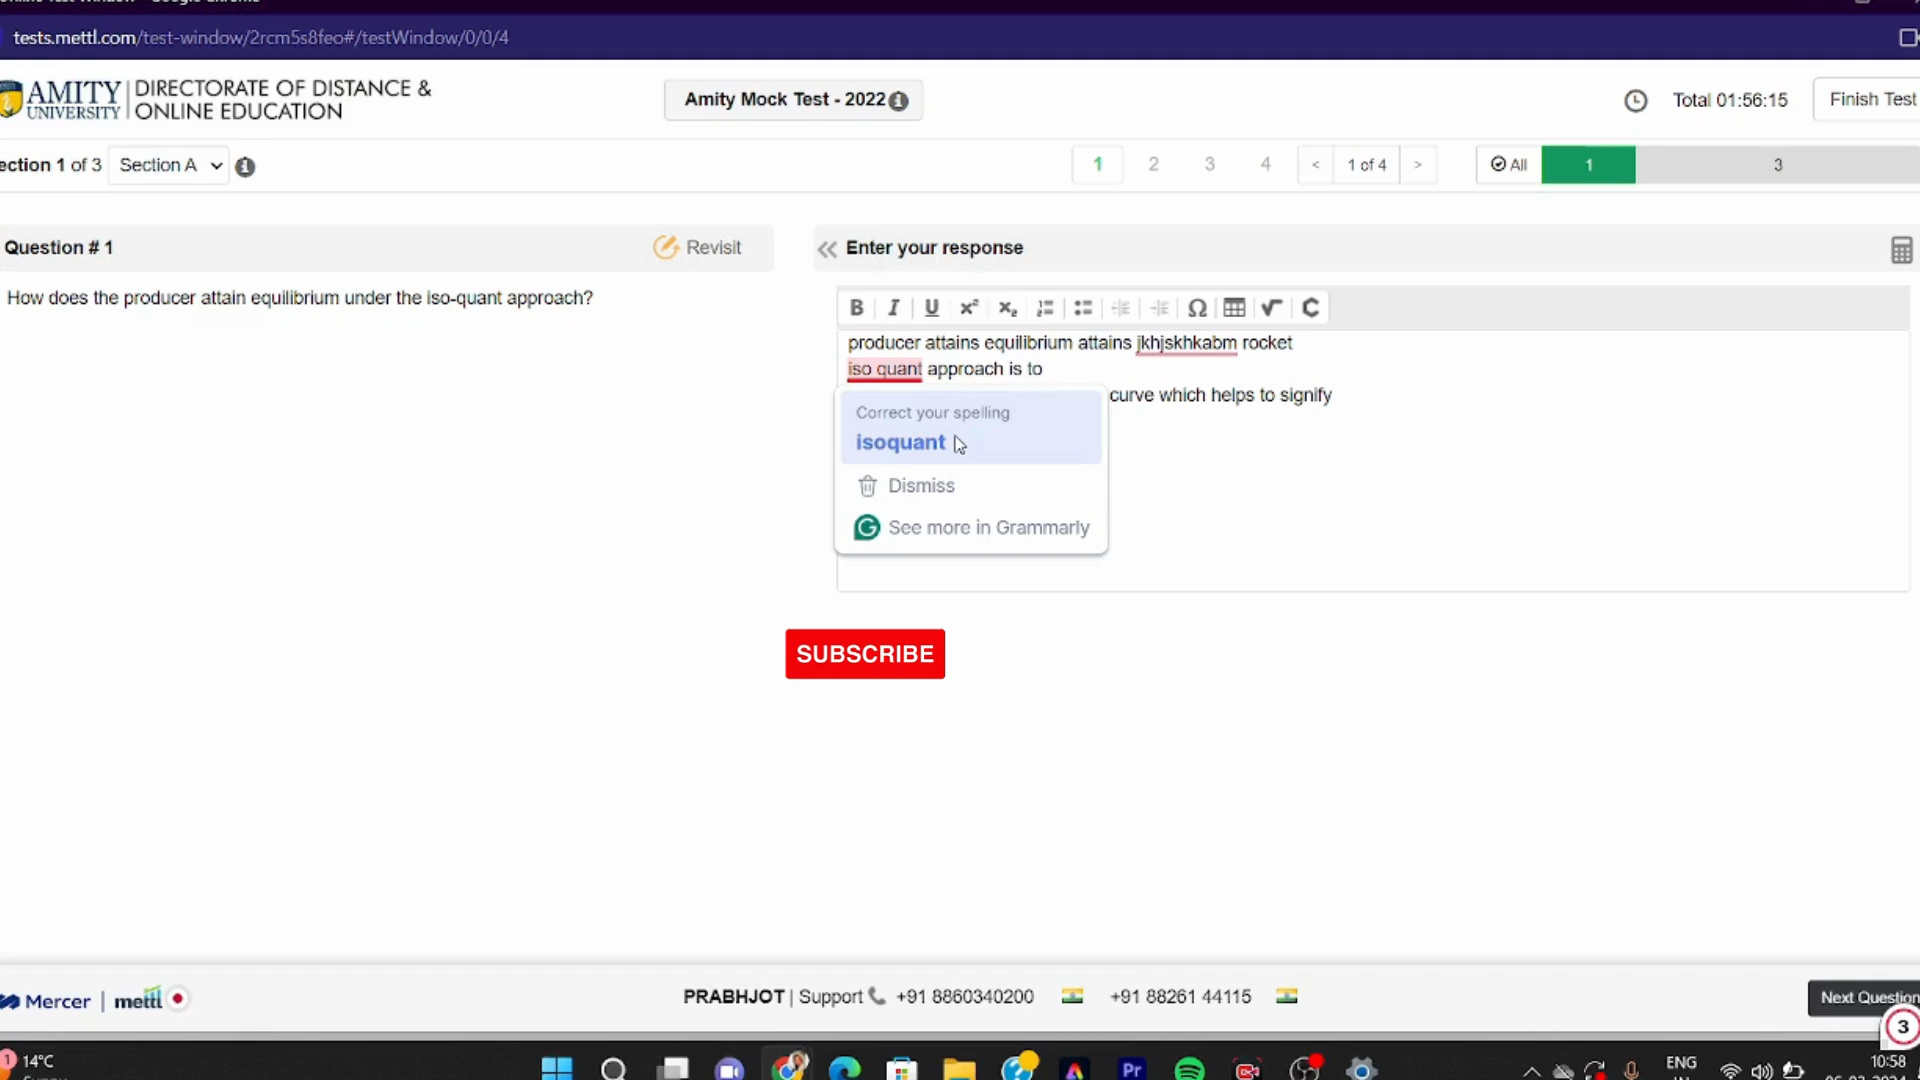 tests.mettl.com/test-window/2rcm5s8feo#/testWindow/0/0/4
AMITY UNIVERSITY
DIRECTORATE OF DISTANCE & ONLINE EDUCATION
Amity Mock Test - 2022
Total 01:56:15
Finish Test
ection 1 of 3
Section A
1 2 3 4 < 1 of 4 >
All 1 3
Question # 1
Revisit
Enter your response
How does the producer attain equilibrium under the iso-quant approach?
B I U x² x₂ Ω √ C
producer attains equilibrium attains jkhjskhkabm rocket
iso quant approach is to
curve which helps to signify
Correct your spelling
isoquant
Dismiss
See more in Grammarly
SUBSCRIBE
Mercer | mettl
PRABHJOT | Support +91 8860340200 +91 88261 44115
Next Question
3
1
14°C
Pr
ENG
10:58